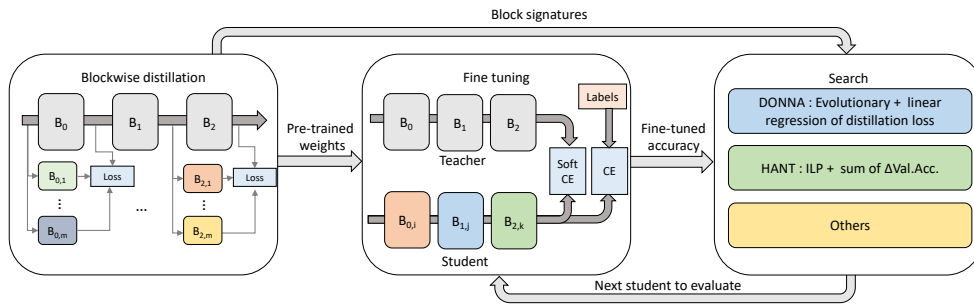 Block signatures
Blockwise distillation
B0
B1
B2
B0,1
Loss
B2,1
Loss
⋮
...
⋮
B0,m
B2,m
Pre-trained
weights
Fine tuning
Labels
B0
B1
B2
Teacher
Soft
CE
CE
B0,i
B1,j
B2,k
Student
Fine-tuned
accuracy
Search
DONNA : Evolutionary + linear
regression of distillation loss
HANT : ILP + sum of ΔVal.Acc.
Others
Next student to evaluate